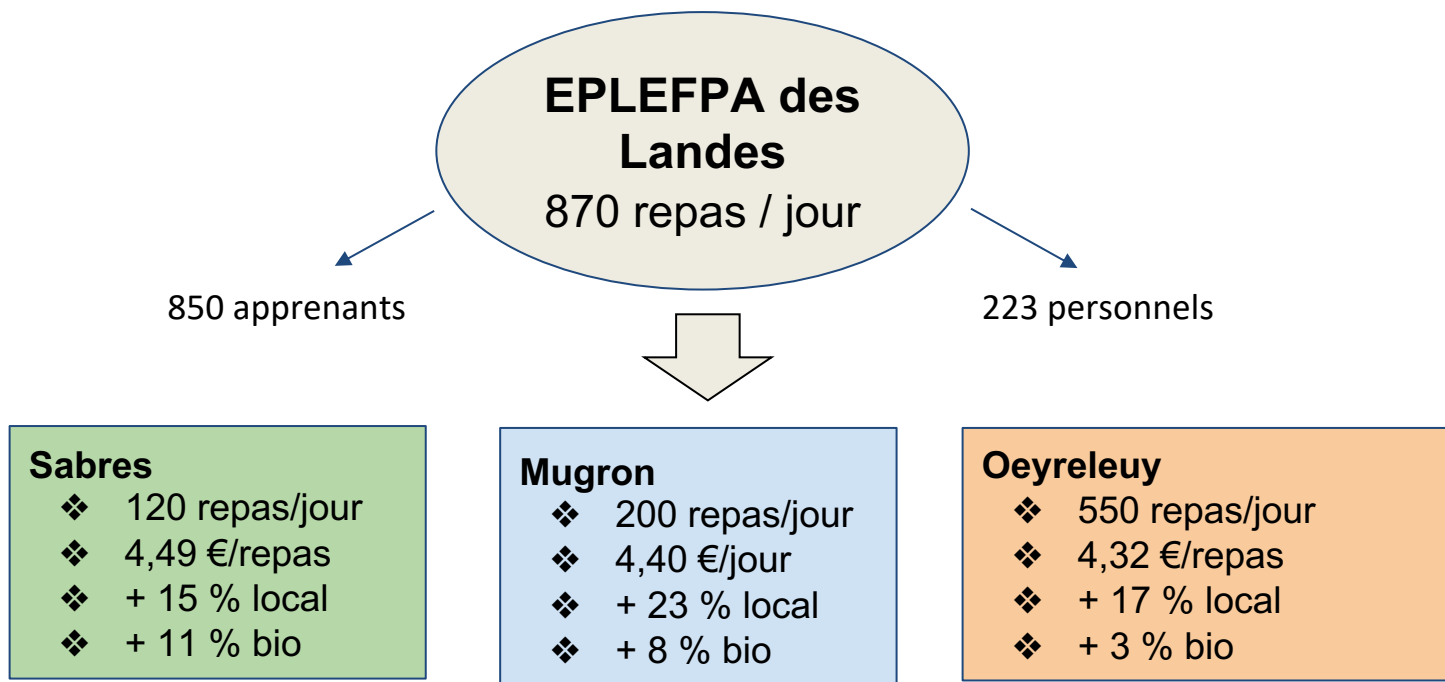 EPLEFPA des
Landes
870 repas / jour
850 apprenants
223 personnels
Sabres
❖ 120 repas/jour
❖ 4,49 €/repas
❖ + 15 % local
❖ + 11 % bio
Mugron
❖ 200 repas/jour
❖ 4,40 €/jour
❖ + 23 % local
❖ + 8 % bio
Oeyreleuy
❖ 550 repas/jour
❖ 4,32 €/repas
❖ + 17 % local
❖ + 3 % bio